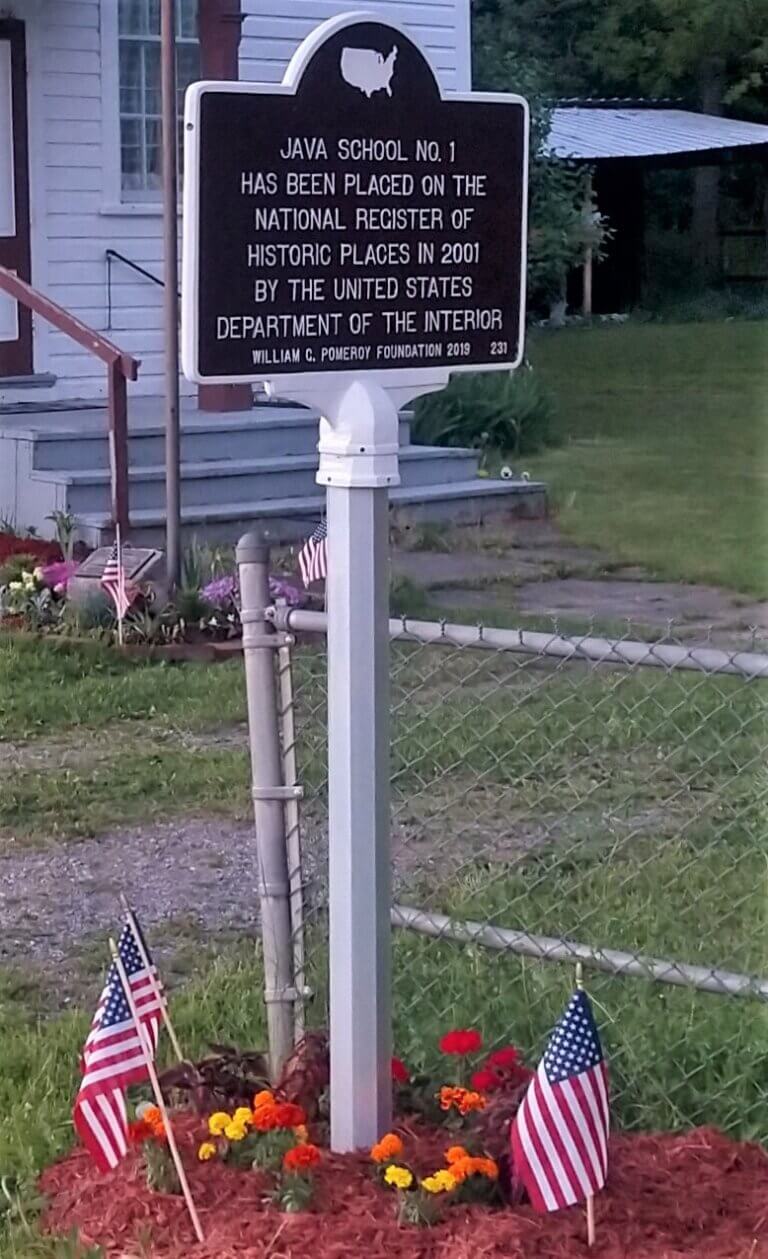 JAVA SCHOOL NO. 1
HAS BEEN PLACED ON THE
NATIONAL REGISTER OF
HISTORIC PLACES IN 2001
BY THE UNITED STATES
DEPARTMENT OF THE INTERIOR
WILLIAM G. POMEROY FOUNDATION 2019 231